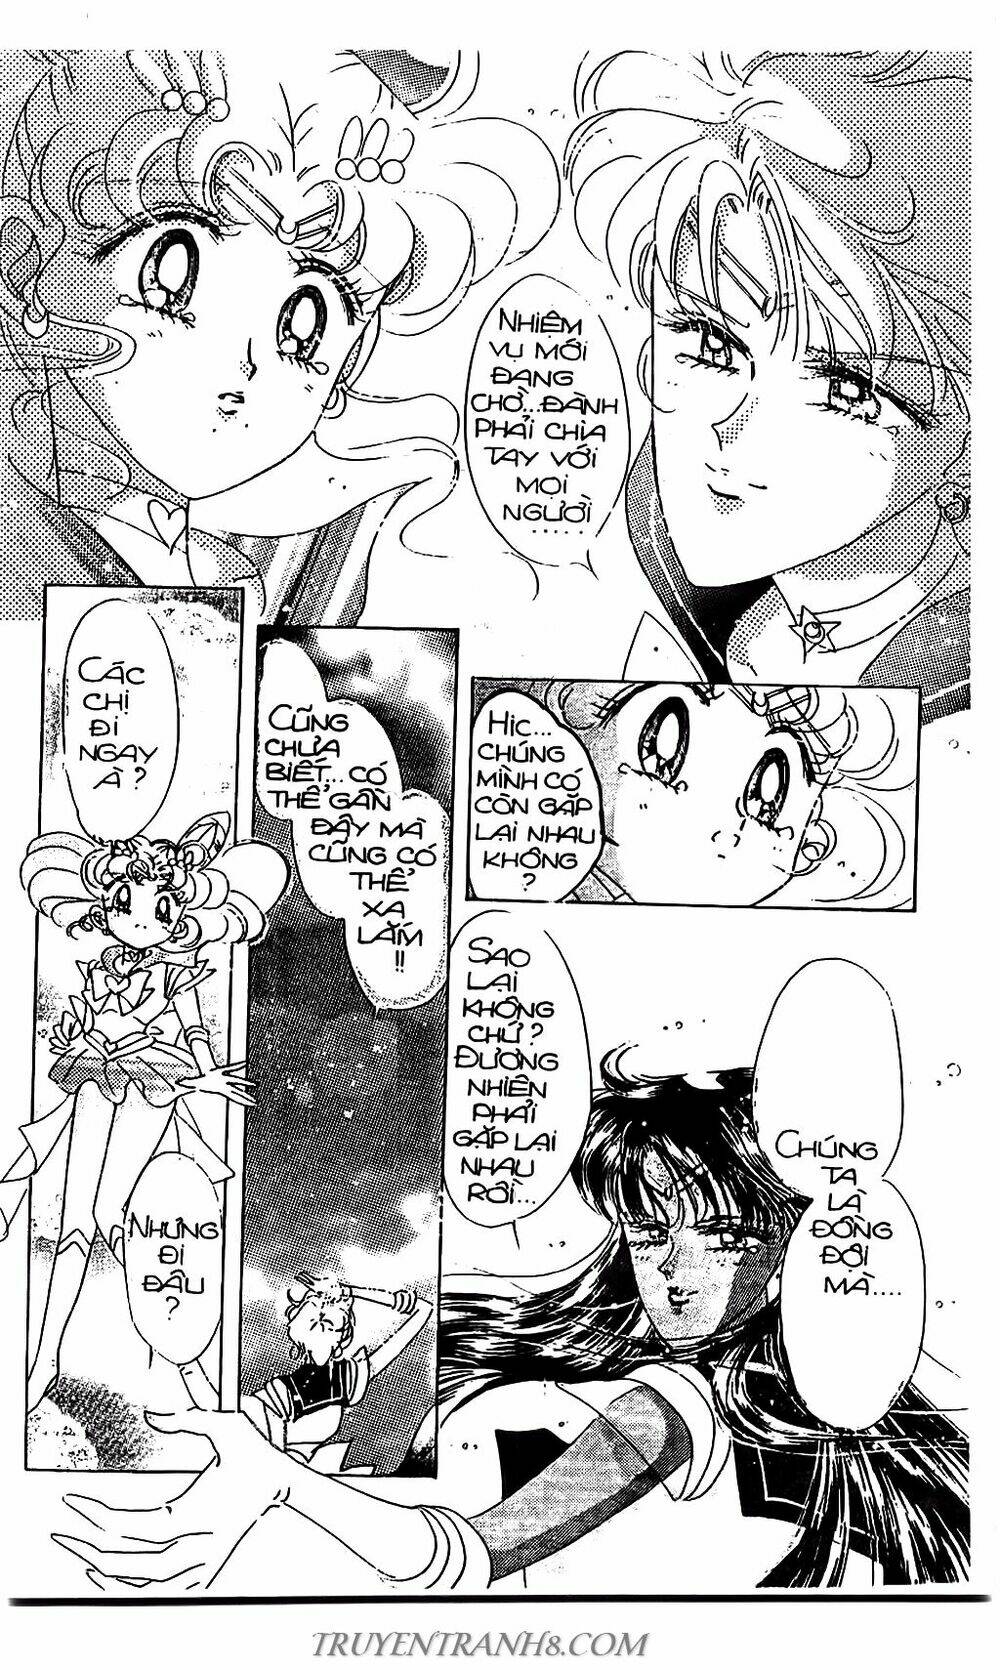 NHIỆM
VỤ MỚI
ĐANG
CHỜ...ĐÀNH
PHẢI CHIA
TAY VỚI
MỌI
NGƯỜI
.....
CÁC
CHỊ
ĐI
NGAY
À?
CŨNG
CHƯA
BIẾT... CÓ
THỂ GẦN
ĐÂY MÀ
CŨNG CÓ
THỂ
XA
LẮM
!!
HIC...
CHÚNG
MÌNH CÓ
CÒN GẶP
LẠI NHAU
KHÔNG
?
NHƯNG
ĐI
ĐÂU
?
SAO
LẠI
KHÔNG
CHỨ?
ĐƯƠNG
NHIÊN
PHẢI
GẶP LẠI
NHAU
RỒI...
CHÚNG
TA
LÀ
ĐỒNG
ĐỘI
MÀ....
TRUYENTRANH8.COM